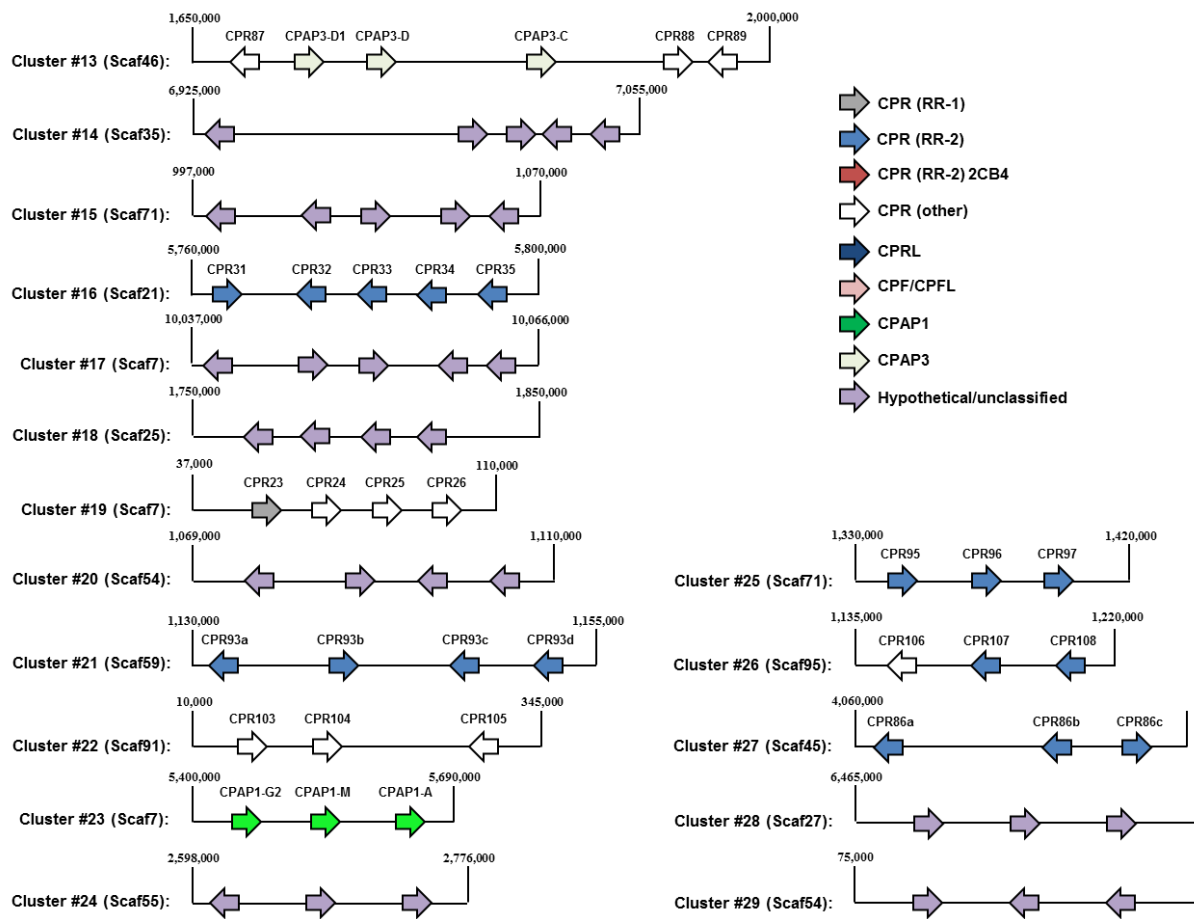 1,650,000 2,000,000
CPR87 CPAP3-D1 CPAP3-D CPAP3-C CPR88 CPR89
Cluster #13 (Scaf46):
6,925,000 7,055,000
Cluster #14 (Scaf35):
997,000 1,070,000
Cluster #15 (Scaf71):
5,760,000 5,800,000
CPR31 CPR32 CPR33 CPR34 CPR35
Cluster #16 (Scaf21):
10,037,000 10,066,000
Cluster #17 (Scaf7):
1,750,000 1,850,000
Cluster #18 (Scaf25):
37,000 110,000
CPR23 CPR24 CPR25 CPR26
Cluster #19 (Scaf7):
1,069,000 1,110,000
Cluster #20 (Scaf54):
1,130,000 1,155,000
CPR93a CPR93b CPR93c CPR93d
Cluster #21 (Scaf59):
10,000 345,000
CPR103 CPR104 CPR105
Cluster #22 (Scaf91):
5,400,000 5,690,000
CPAP1-G2 CPAP1-M CPAP1-A
Cluster #23 (Scaf7):
2,598,000 2,776,000
Cluster #24 (Scaf55):
CPR (RR-1)
CPR (RR-2)
CPR (RR-2) 2CB4
CPR (other)
CPRL
CPF/CPFL
CPAP1
CPAP3
Hypothetical/unclassified
1,330,000 1,420,000
CPR95 CPR96 CPR97
Cluster #25 (Scaf71):
1,135,000 1,220,000
CPR106 CPR107 CPR108
Cluster #26 (Scaf95):
4,060,000
CPR86a CPR86b CPR86c
Cluster #27 (Scaf45):
6,465,000
Cluster #28 (Scaf27):
75,000
Cluster #29 (Scaf54):